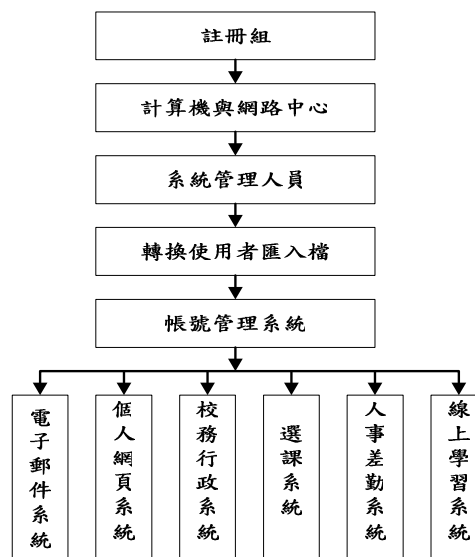 註冊組
計算機與網路中心
系統管理人員
轉換使用者匯入檔
帳號管理系統
電子郵件系統
個人網頁系統
校務行政系統
選課系統
人事差勤系統
線上學習系統